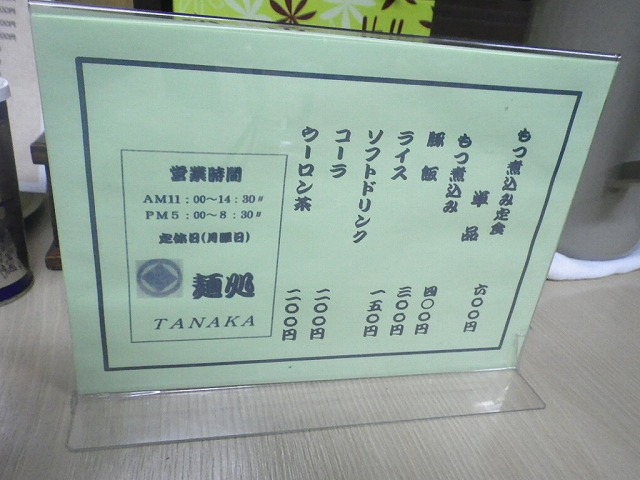 もつ煮込み定食 六〇〇円
単品
もつ煮込み 四〇〇円
豚飯 三〇〇円
ライス 一五〇円
ソフトドリンク
コーラ 二〇〇円
ウーロン茶 二〇〇円
営業時間
AM11:00～14:30〃
PM5:00～8:30〃
定休日(月曜日)
麺処
TANAKA